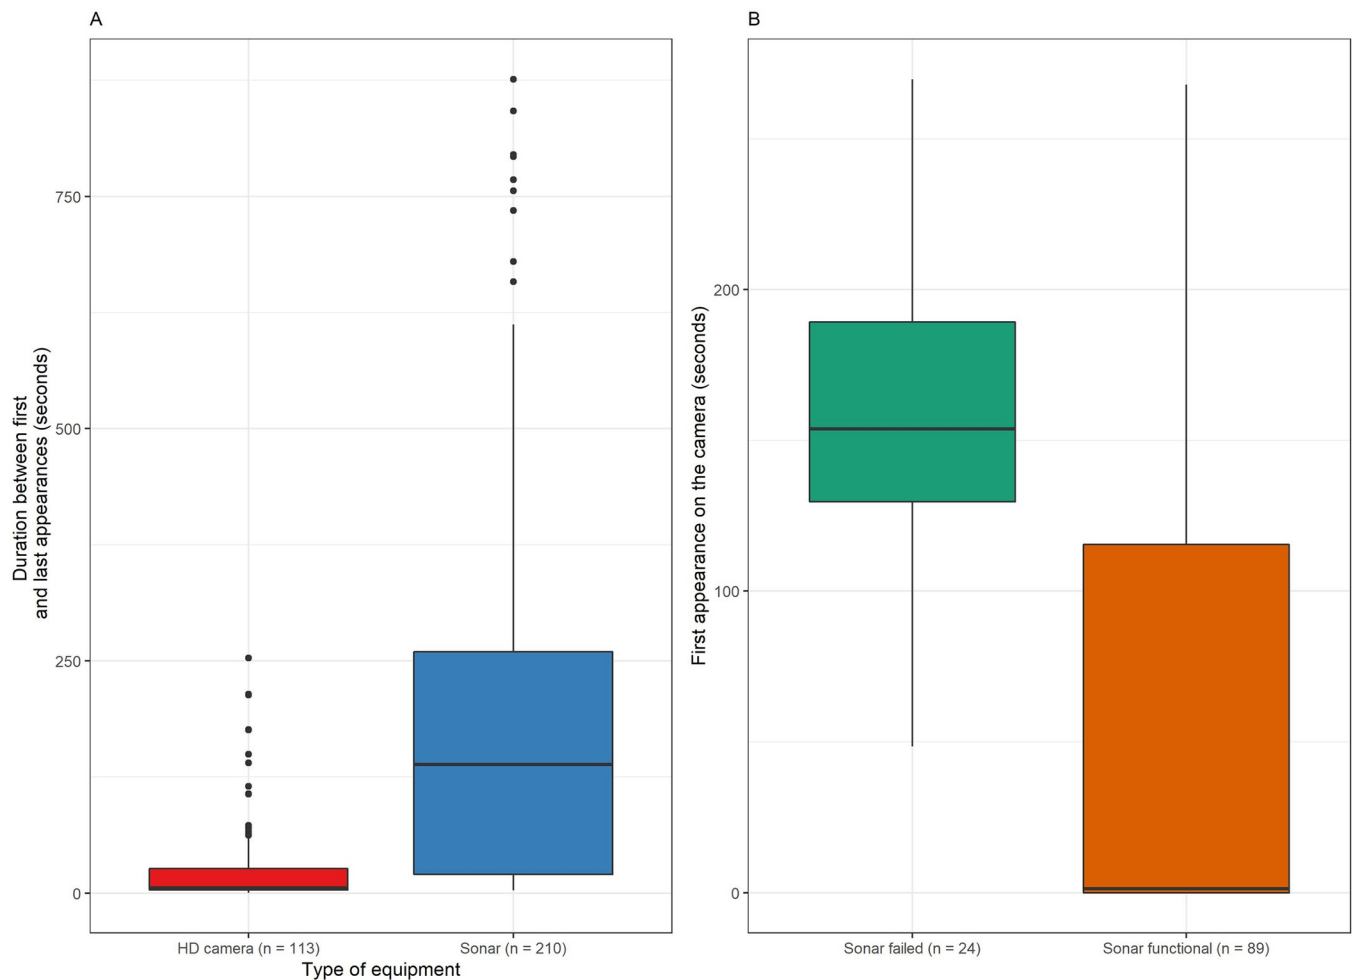 A
Duration between first
and last appearances (seconds)
750
500
250
0
HD camera (n = 113)
Sonar (n = 210)
Type of equipment
B
First appearance on the camera (seconds)
200
100
0
Sonar failed (n = 24)
Sonar functional (n = 89)